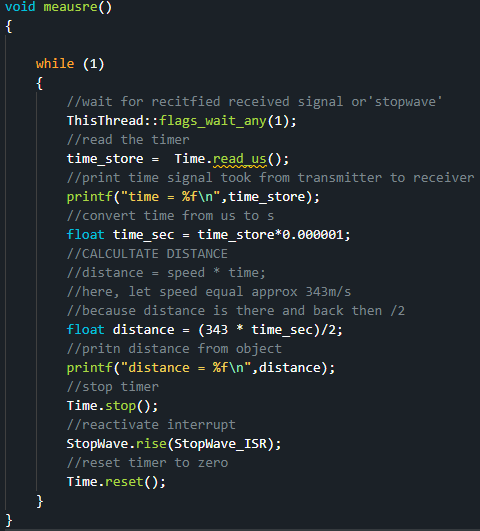 void meausre()
{
while (1)
{
//wait for recitfied received signal or'stopwave'
ThisThread::flags_wait_any(1);
//read the timer
time_store =  Time.read_us();
//print time signal took from transmitter to receiver
printf("time = %f\n",time_store);
//convert time from us to s
float time_sec = time_store*0.000001;
//CALCULTATE DISTANCE
//distance = speed * time;
//here, let speed equal approx 343m/s
//because distance is there and back then /2
float distance = (343 * time_sec)/2;
//pritn distance from object
printf("distance = %f\n",distance);
//stop timer
Time.stop();
//reactivate interrupt
StopWave.rise(StopWave_ISR);
//reset timer to zero
Time.reset();
}
}